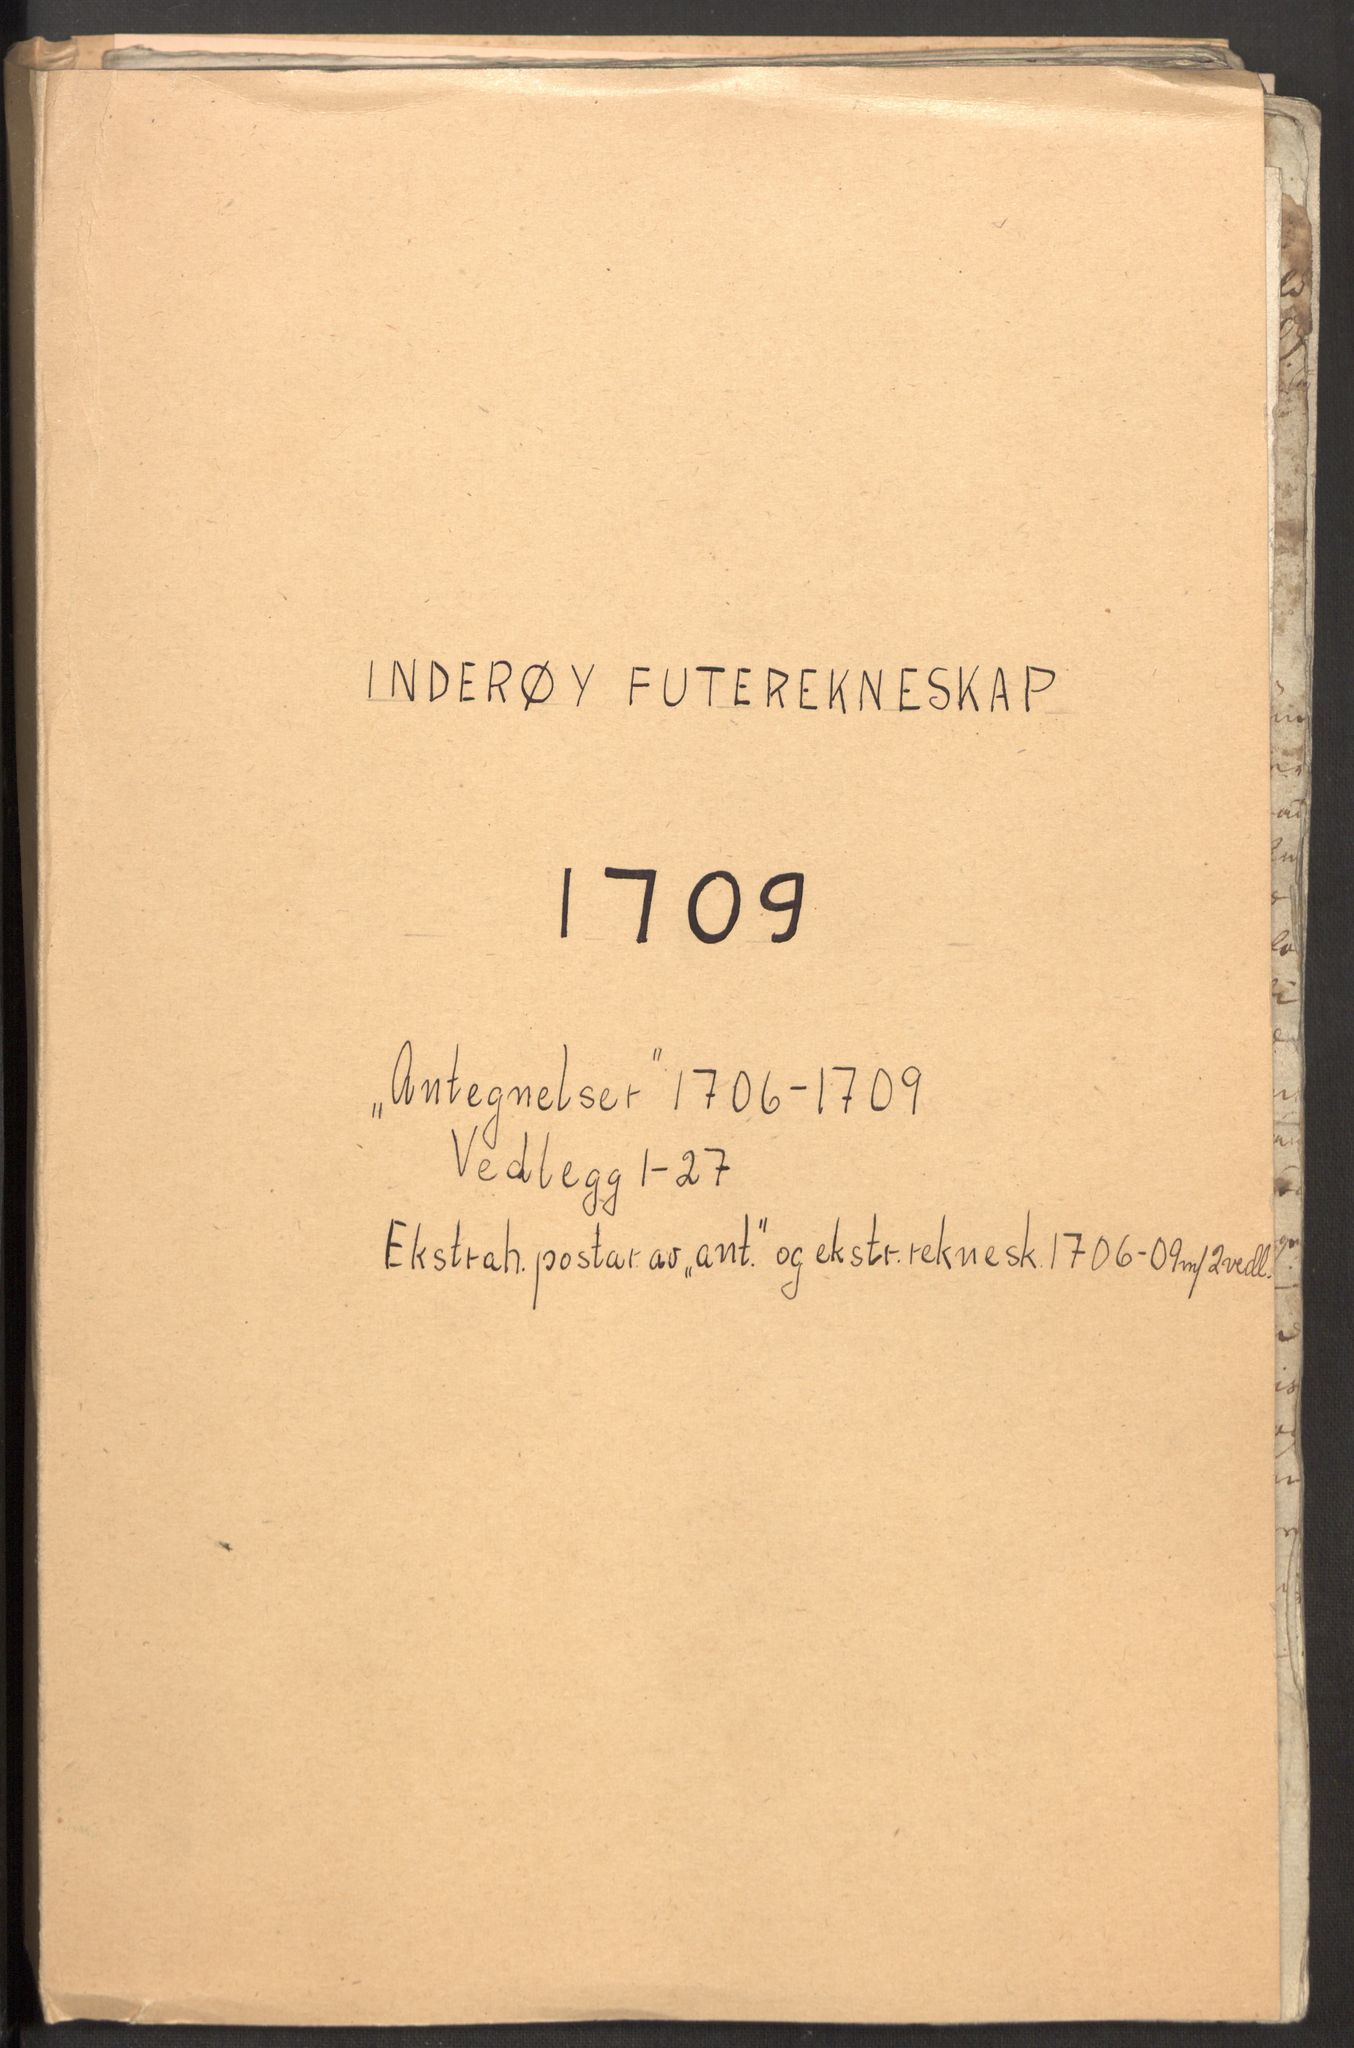 INDERØY FUTEREKNESKAP
1709
„Antegnelser" 1706-1709
Vedlegg 1-27
Ekstrah. postar av „ant." og ekstr. reknesk. 1706-09 m/2 vedl.